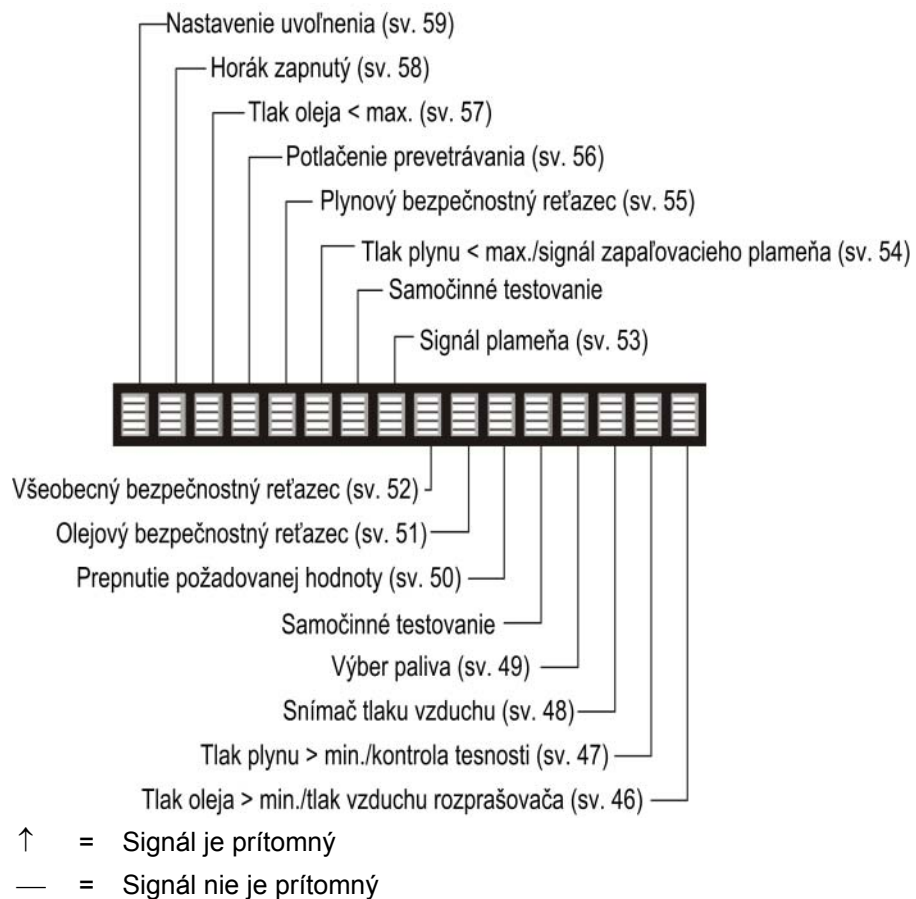 Nastavenie uvoľnenia (sv. 59)
Horák zapnutý (sv. 58)
Tlak oleja < max. (sv. 57)
Potlačenie prevetrávania (sv. 56)
Plynový bezpečnostný reťazec (sv. 55)
Tlak plynu < max./signál zapaľovacieho plameňa (sv. 54)
Samočinné testovanie
Signál plameňa (sv. 53)
Všeobecný bezpečnostný reťazec (sv. 52)
Olejový bezpečnostný reťazec (sv. 51)
Prepnutie požadovanej hodnoty (sv. 50)
Samočinné testovanie
Výber paliva (sv. 49)
Snímač tlaku vzduchu (sv. 48)
Tlak plynu > min./kontrola tesnosti (sv. 47)
Tlak oleja > min./tlak vzduchu rozprašovača (sv. 46)
↑ = Signál je prítomný
— = Signál nie je prítomný